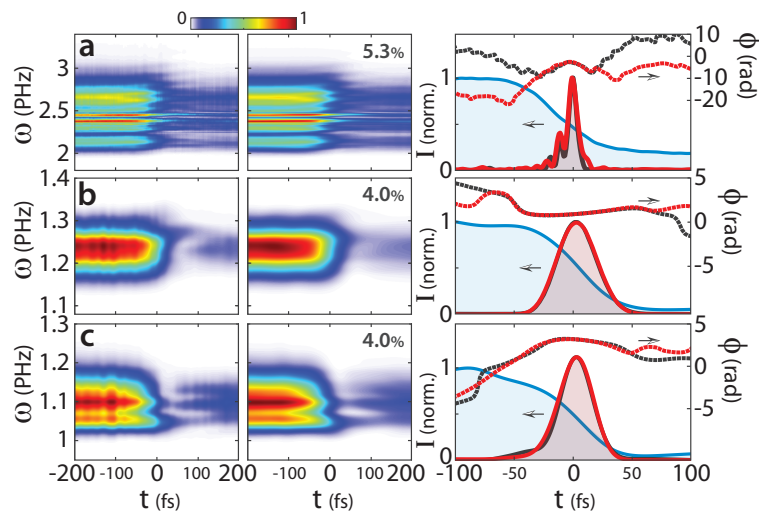 0 1
a
5.3%
ω (PHz)
3
2.5
2
I (norm.)
1
0
ϕ (rad)
10
0
-10
-20
b
4.0%
ω (PHz)
1.4
1.3
1.2
1.1
I (norm.)
1
0
ϕ (rad)
5
0
-5
c
4.0%
ω (PHz)
1.3
1.2
1.1
1
I (norm.)
1
0
ϕ (rad)
5
0
-5
-200 -100 0 100 200 -100 0 100 200 -100 -50 0 50 100
t (fs) t (fs) t (fs)